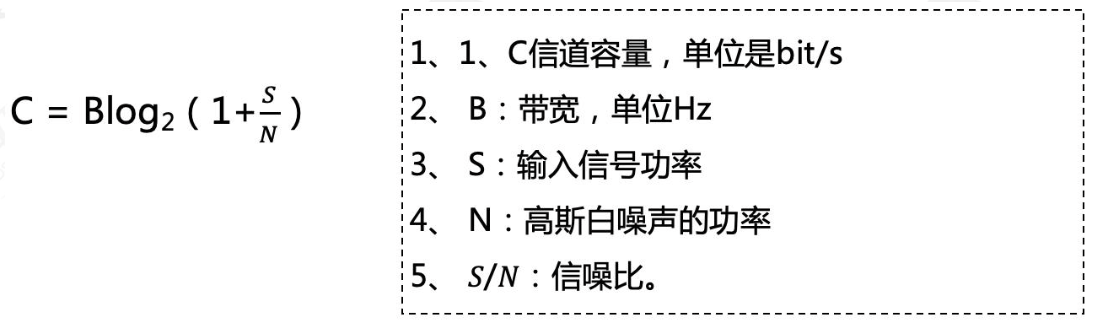 C = Blog₂（1+S/N）
1、1、C信道容量，单位是bit/s
2、 B：带宽，单位Hz
3、 S：输入信号功率
4、 N：高斯白噪声的功率
5、 S/N：信噪比。